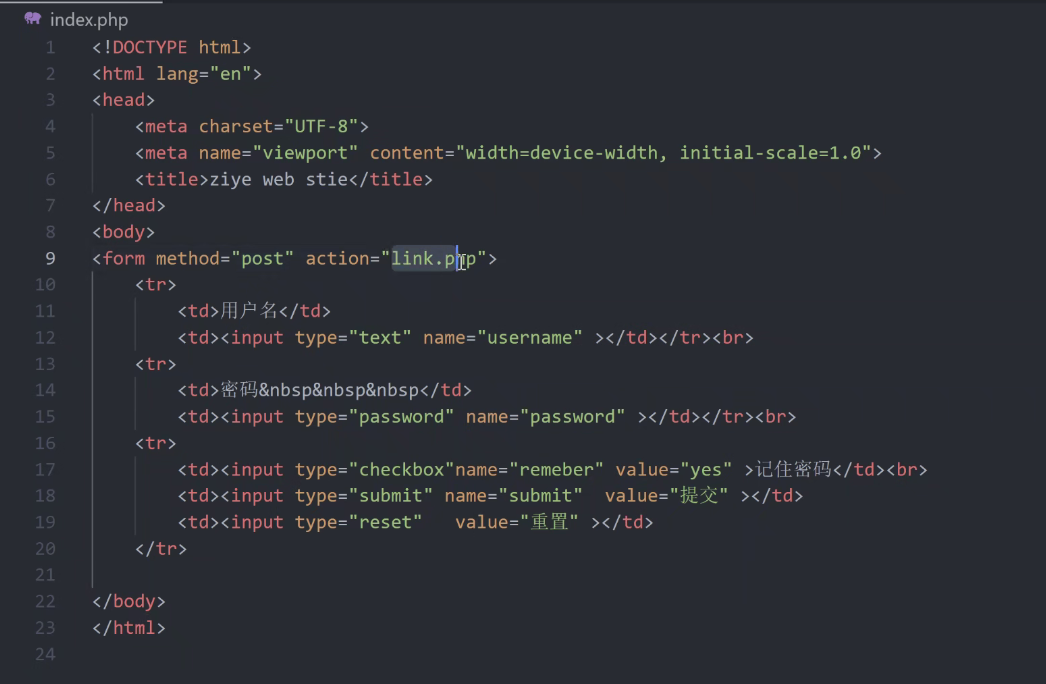 index.php
1 <!DOCTYPE html>
2 <html lang="en">
3 <head>
4     <meta charset="UTF-8">
5     <meta name="viewport" content="width=device-width, initial-scale=1.0">
6     <title>ziye web stie</title>
7 </head>
8 <body>
9 <form method="post" action="link.php">
10     <tr>
11         <td>用户名</td>
12         <td><input type="text" name="username" ></td></tr><br>
13     <tr>
14         <td>密码&nbsp&nbsp&nbsp</td>
15         <td><input type="password" name="password" ></td></tr><br>
16     <tr>
17         <td><input type="checkbox"name="remeber" value="yes" >记住密码</td><br>
18         <td><input type="submit" name="submit"  value="提交" ></td>
19         <td><input type="reset"   value="重置" ></td>
20     </tr>
21
22 </body>
23 </html>
24